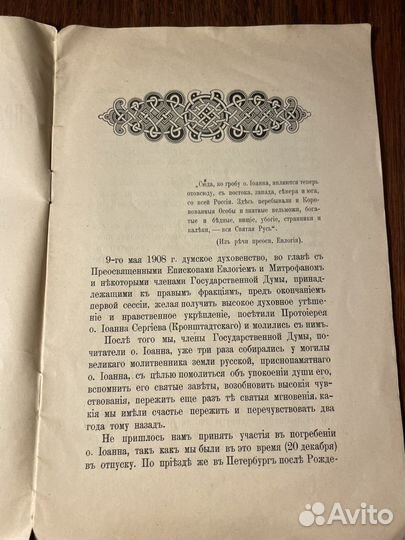 „Сюда, ко гробу о. Іоанна, являются теперь
отовсюду, съ востока, запада, сѣвера и юга,
со всей Россіи. Здѣсь перебывали и Коро-
нованныя Особы и знатные вельможи, бога-
тые и бѣдные, нищіе, убогіе, странники и
калѣки, — вся Святая Русь“.
(Изъ рѣчи преосв. Евлогія).
9-го мая 1908 г. думское духовенство, во главѣ съ
Преосвященными Епископами Евлогіемъ и Митрофаномъ
и нѣкоторыми членами Государственной Думы, принад-
лежащими къ правымъ фракціямъ, предъ окончаніемъ
первой сессіи, желая получить высокое духовное утѣше-
ніе и нравственное укрѣпленіе, посѣтили Протоіерея
о. Іоанна Сергіева (Кронштадтскаго) и молились съ нимъ.
Послѣ того мы, члены Государственной Думы, по-
читатели о. Іоанна, уже три раза собирались у могилы
великаго молитвенника земли русской, приснопамятнаго
о. Іоанна, съ цѣлью помолиться объ упокоеніи души его,
вспомнить его святые завѣты, возобновить высокія чув-
ствованія, пережить еще разъ тѣ святыя мгновенія, ка-
кія мы имѣли счастье пережить и перечувствовать два
года тому назадъ.
Не пришлось намъ принять участія въ погребеніи
о. Іоанна, такъ какъ мы были въ это время (20 декабря)
въ отпуску. По пріѣздѣ же въ Петербургъ послѣ Рожде-
Avito